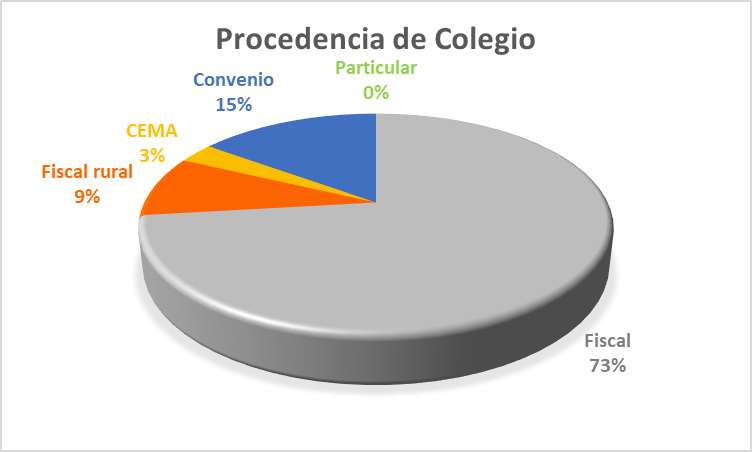 Procedencia de Colegio
Particular
0%
Convenio
15%
CEMA
3%
Fiscal rural
9%
Fiscal
73%